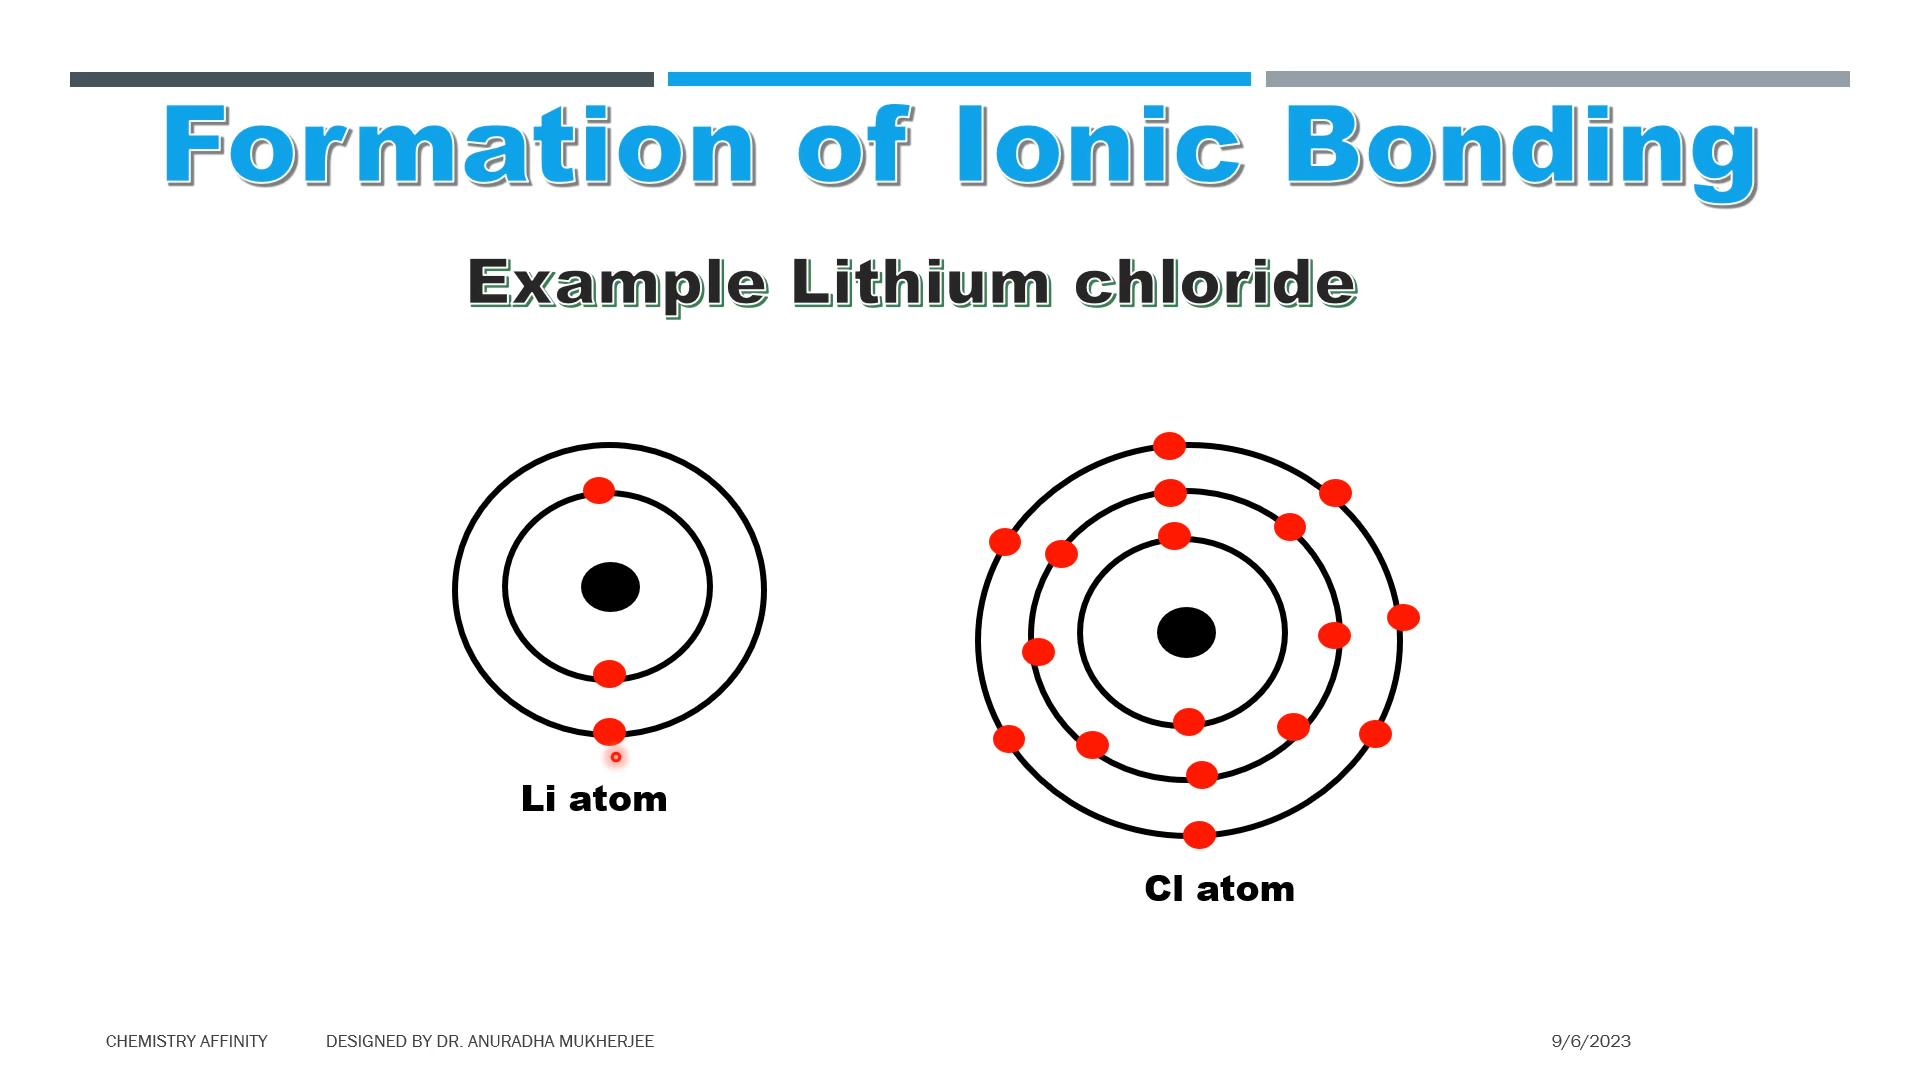 Formation of Ionic Bonding
Example Lithium chloride
Li atom
Cl atom
CHEMISTRY AFFINITY DESIGNED BY DR. ANURADHA MUKHERJEE 9/6/2023